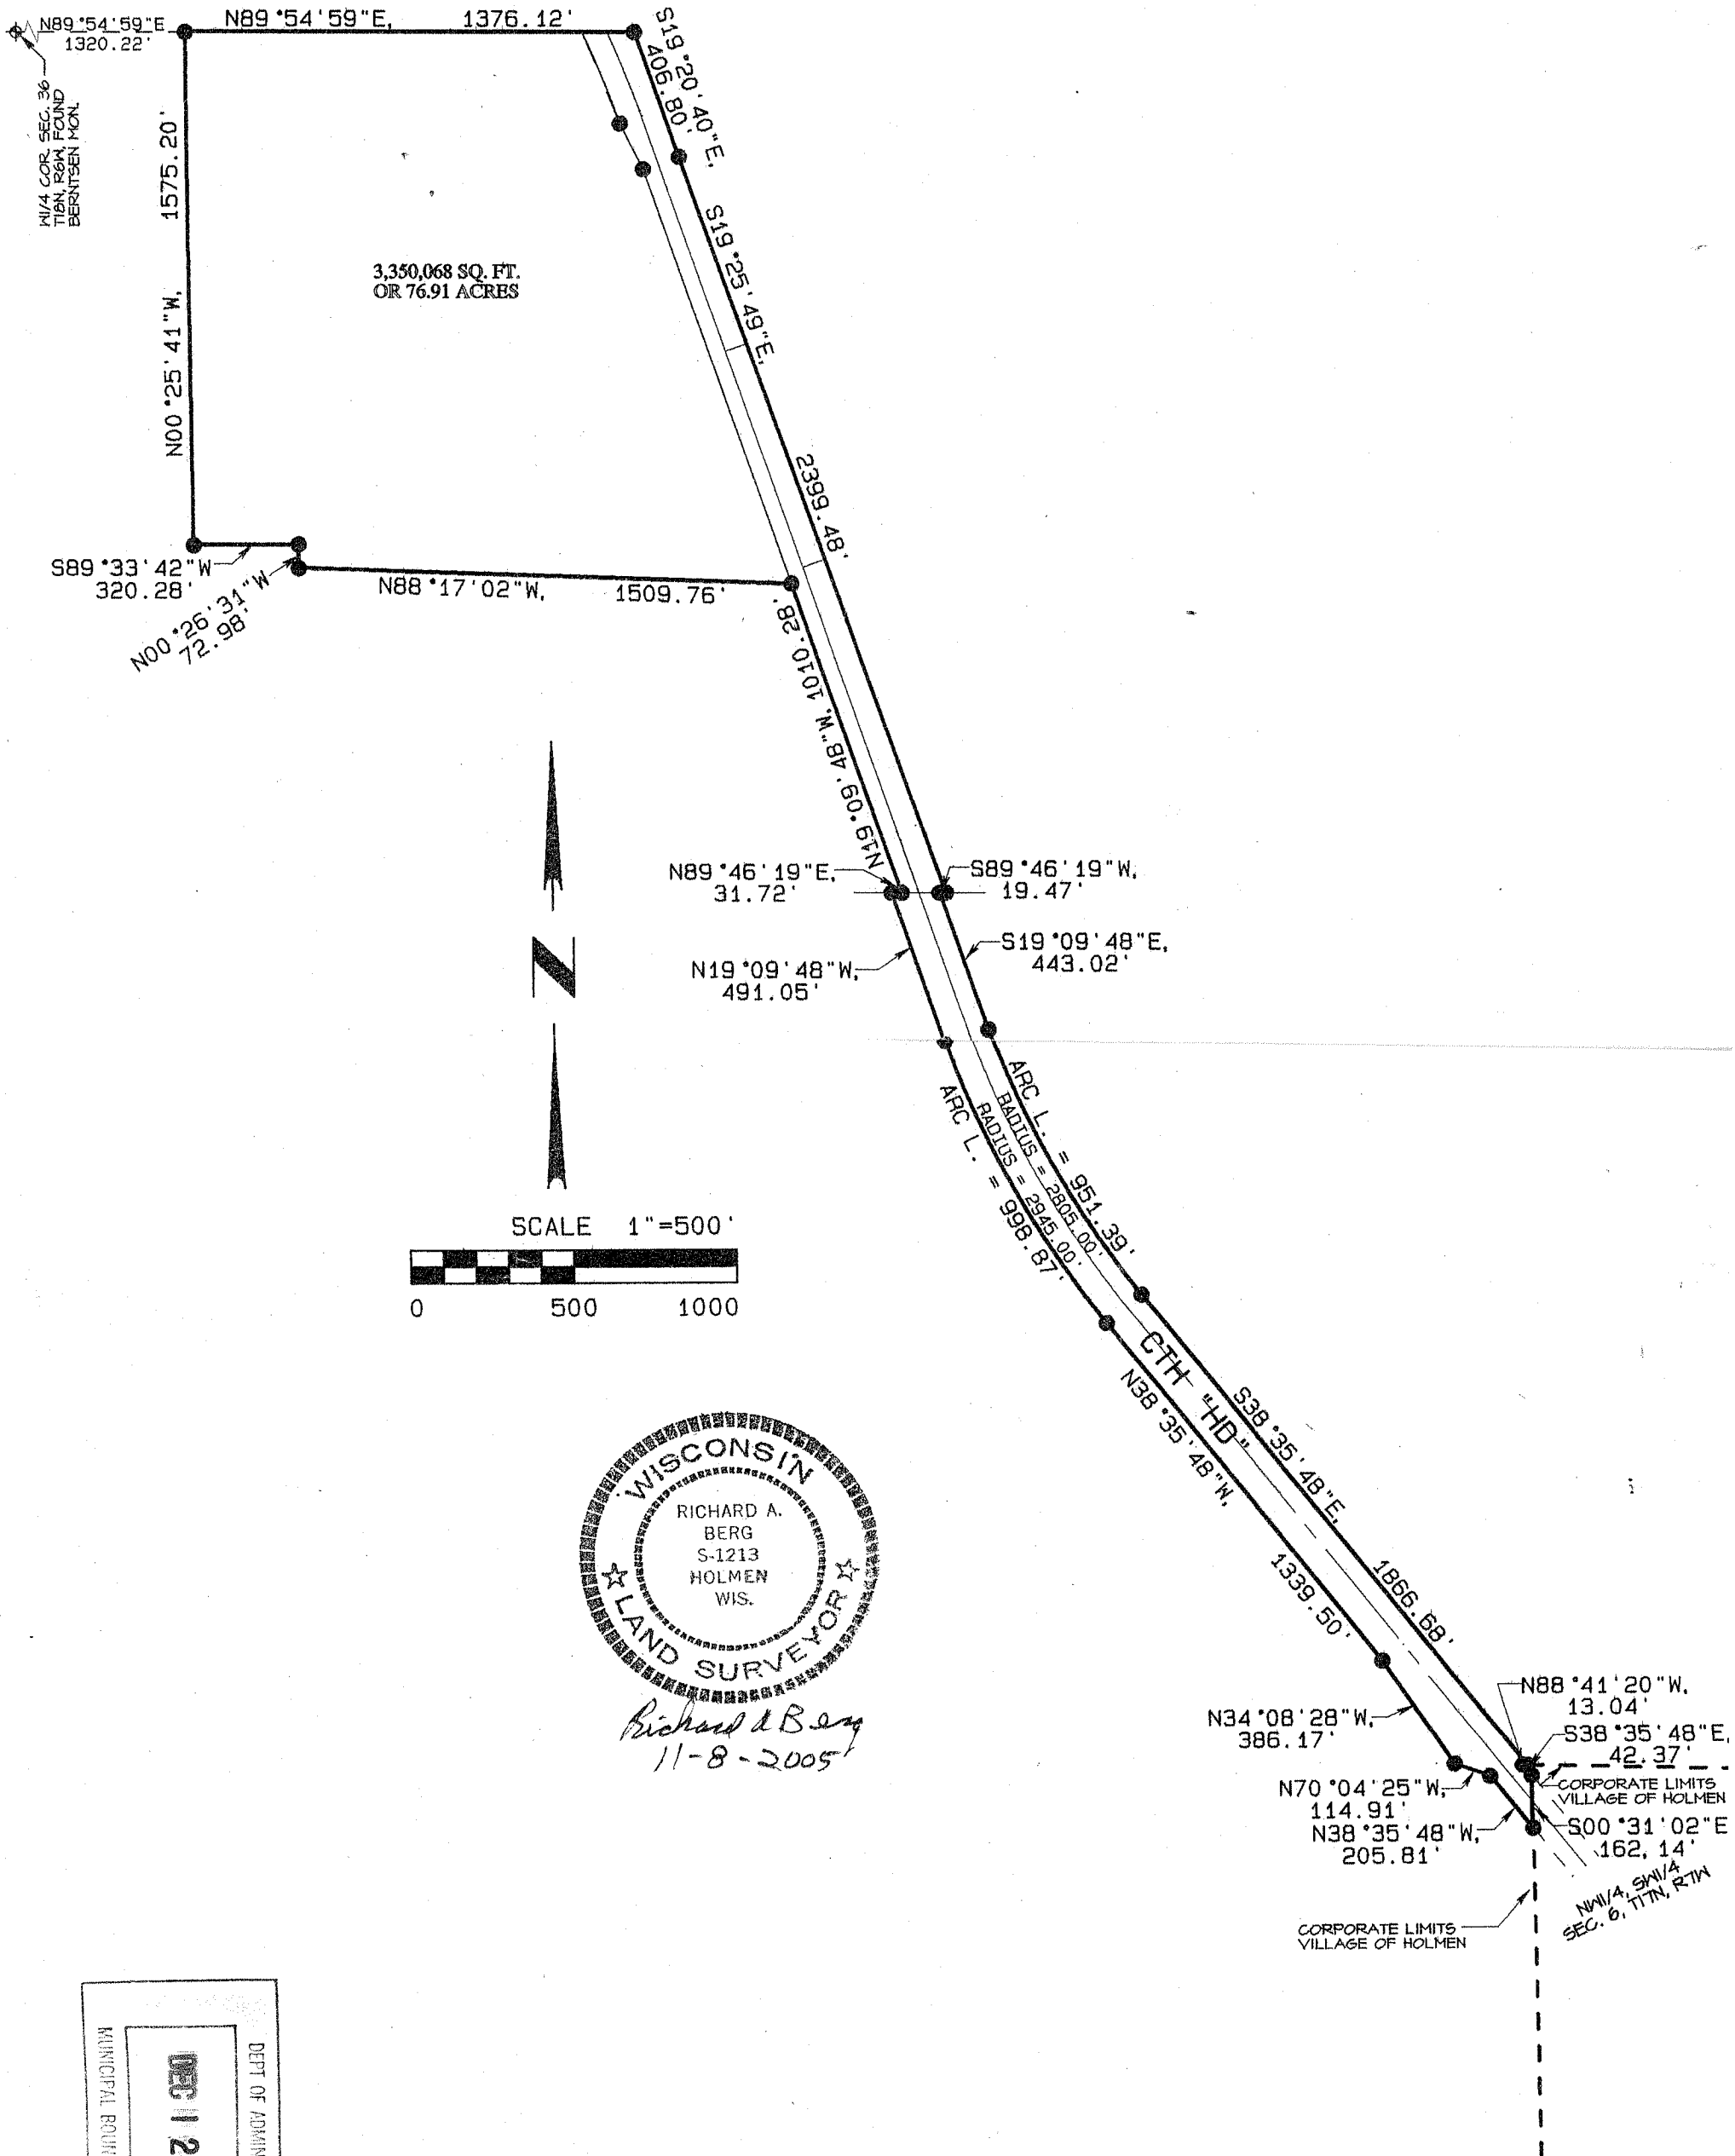 N89°54'59"E
1320.22'
N89°54'59"E, 1376.12'
S19°20'40"E,
406.80'
W1/4 COR. SEC. 36
T18N, R8W, FOUND
BERNTSEN MON.
N00°25'41"W, 1575.20'
3,350,068 SQ. FT.
OR 76.91 ACRES
S19°25'49"E, 2399.48'
S89°33'42"W
320.28'
N00°26'31"W
72.98'
N88°17'02"W, 1509.76'
N19°09'48"W, 1010.28'
N89°46'19"E,
31.72'
S89°46'19"W,
19.47'
S19°09'48"E,
443.02'
N19°09'48"W,
491.05'
N
ARC L. = 951.39'
RADIUS = 2805.00'
RADIUS = 2945.00'
ARC L. = 998.87'
SCALE 1"=500'
0 500 1000
CTH "HD"
S38°35'48"E, 1866.68'
N38°35'48"W, 1339.50'
WISCONSIN
RICHARD A.
BERG
S-1213
HOLMEN
WIS.
LAND SURVEYOR
Richard A Berg
11-8-2005
N88°41'20"W,
13.04'
S38°35'48"E,
42.37'
N34°08'28"W,
386.17'
CORPORATE LIMITS
VILLAGE OF HOLMEN
N70°04'25"W,
114.91'
N38°35'48"W,
205.81'
S00°31'02"E
162,14'
NW1/4, SW1/4
SEC. 6, T17N, R7W
CORPORATE LIMITS
VILLAGE OF HOLMEN
DEPT OF ADMIN
DEC 11 2
MUNICIPAL BOUN